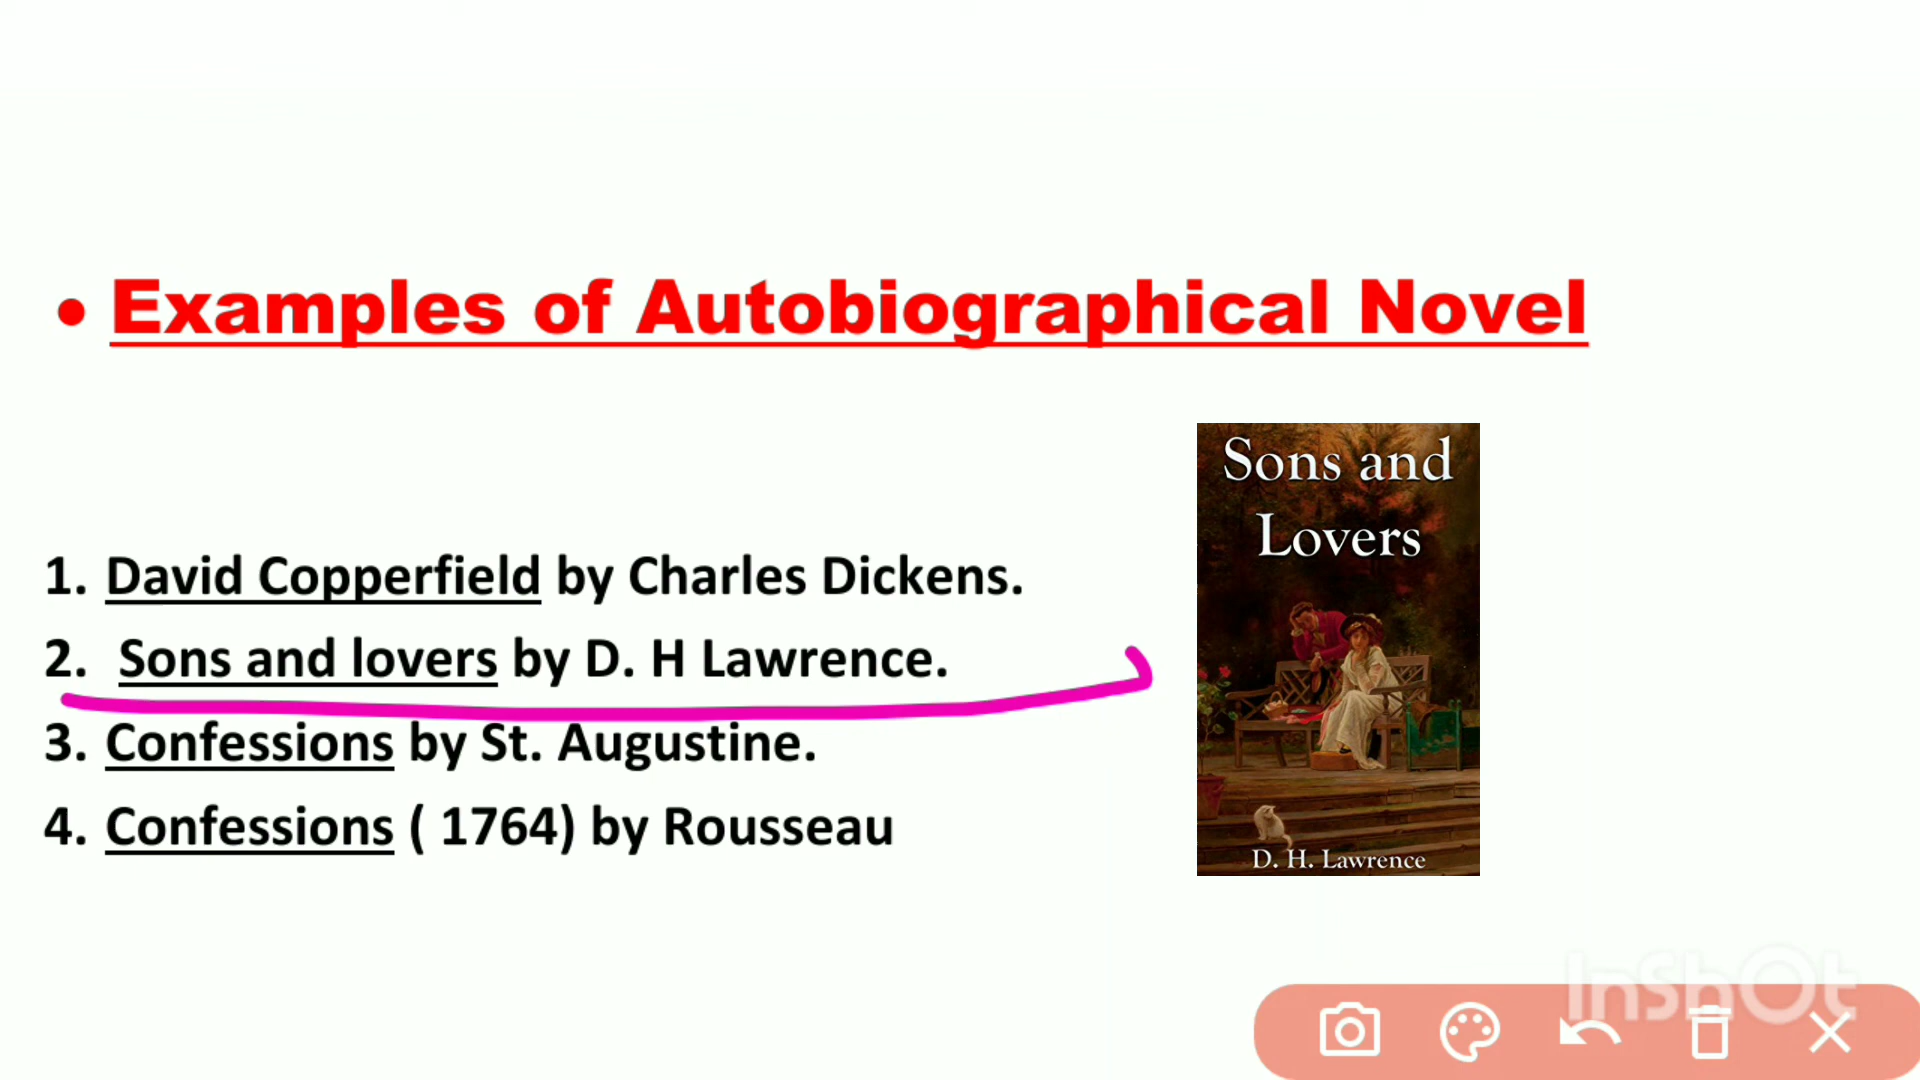 • Examples of Autobiographical Novel
1. David Copperfield by Charles Dickens.
2. Sons and lovers by D. H Lawrence.
3. Confessions by St. Augustine.
4. Confessions ( 1764) by Rousseau
Sons and
Lovers
D. H. Lawrence
InShOt